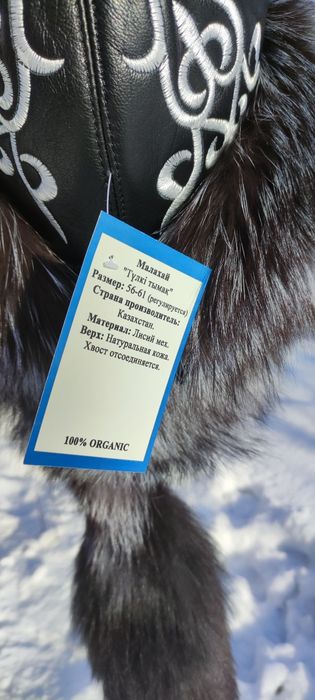 Малахай
"Түлкі тымақ"
Размер: 56-61 (регулируется)
Страна производитель:
Казахстан.
Материал: Лисий мех.
Верх: Натуральная кожа.
Хвост отсоединяется.
100% ORGANIC